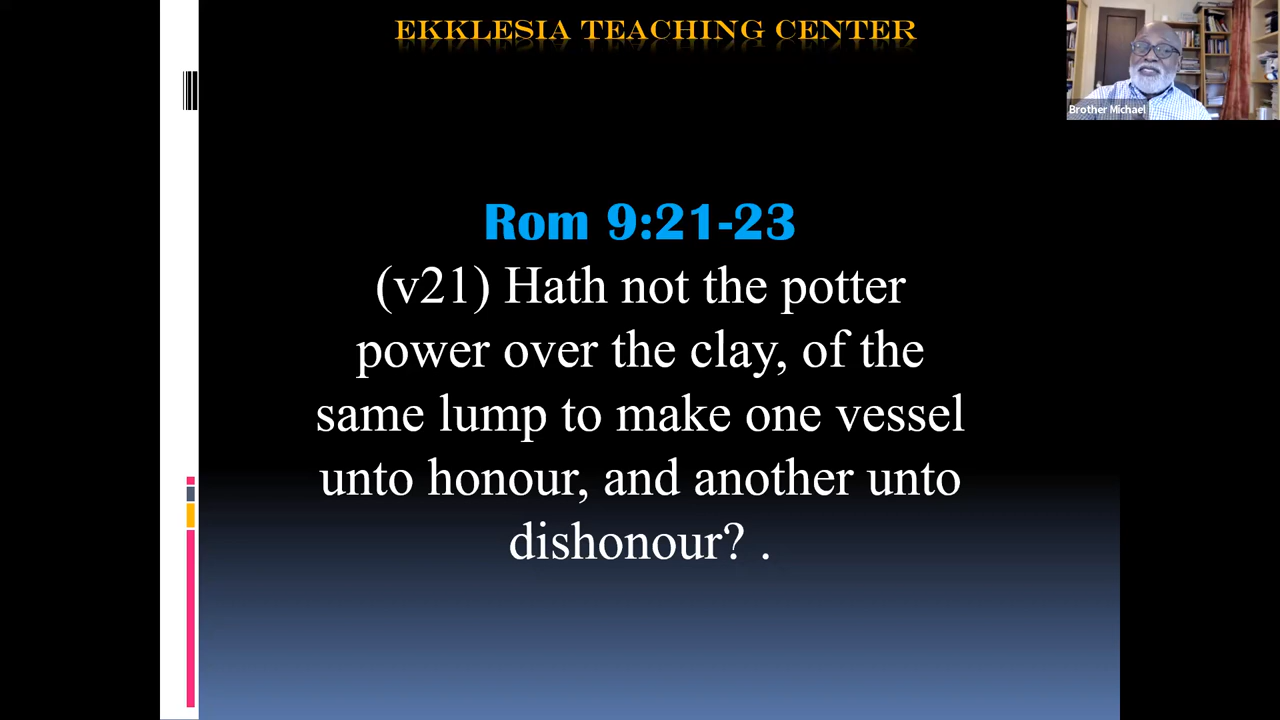 EKKLESIA TEACHING CENTER
Brother Michael
Rom 9:21-23
(v21) Hath not the potter
power over the clay, of the
same lump to make one vessel
unto honour, and another unto
dishonour? .